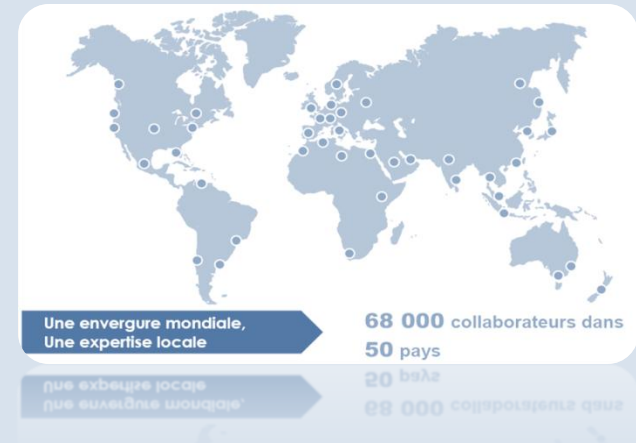 Une envergure mondiale,
Une expertise locale
68 000 collaborateurs dans
50 pays